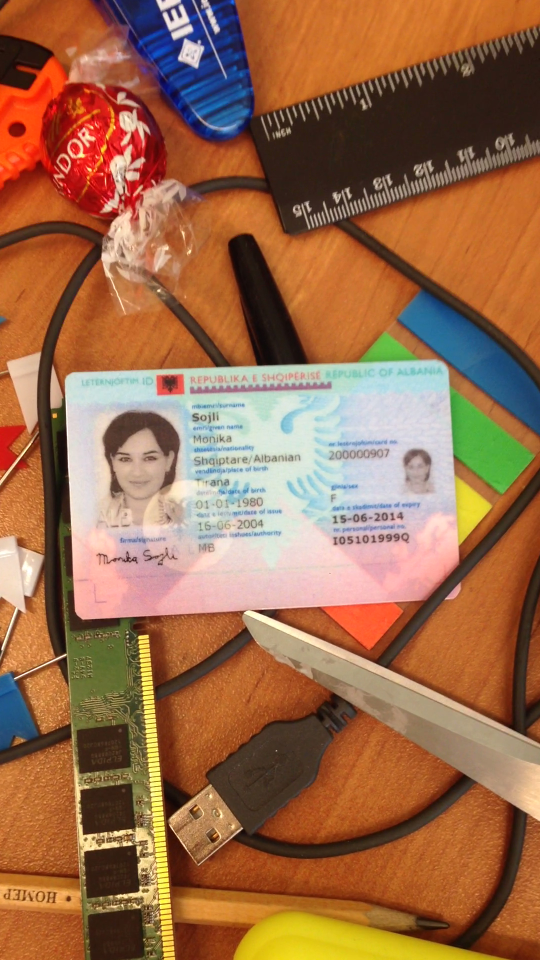 IEE
www.i
INCH
1
2
15 14 13 12 11 10
NDOR
LETERNJOFTIM ID REPUBLIKA E SHQIPËRISË REPUBLIC OF ALBANIA
mbiemri/surname
Sojli
emri/given name
Monika
shtetësia/nationality
Shqiptare/Albanian
vendlindja/place of birth
Tirana
datëlindja/date of birth
01-01-1980
data e lëshimit/date of issue
16-06-2004
autoriteti lëshues/authority
MB
nr.leternjoftimi/card no.
200000907
gjinia/sex
F
data e skadimit/date of expiry
15-06-2014
nr.personal/personal no.
I05101999Q
firma/signature
Monika Sojli
ELPIDA
HOMEP